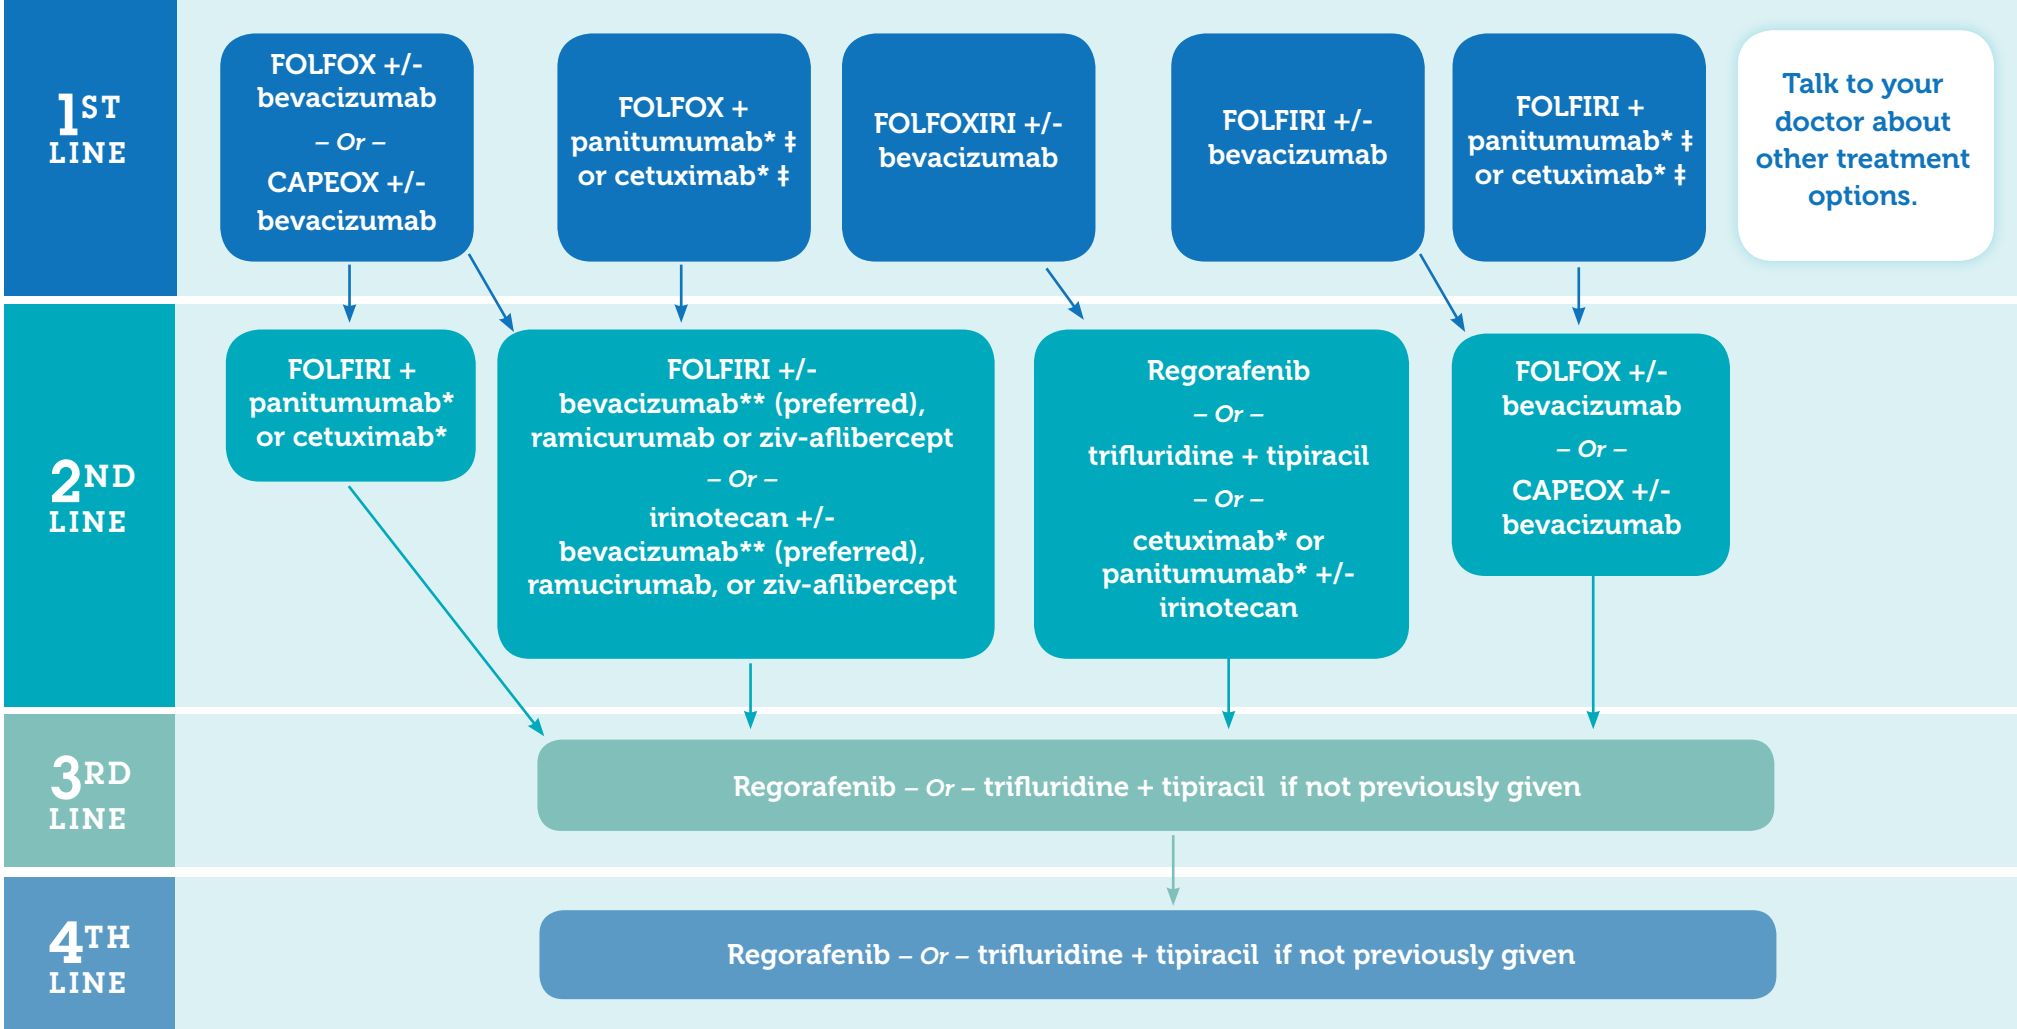 1ST
LINE
FOLFOX +/-
bevacizumab
– Or –
CAPEOX +/-
bevacizumab
FOLFOX +
panitumumab* ‡
or cetuximab* ‡
FOLFOXIRI +/-
bevacizumab
FOLFIRI +/-
bevacizumab
FOLFIRI +
panitumumab* ‡
or cetuximab* ‡
Talk to your
doctor about
other treatment
options.
2ND
LINE
FOLFIRI +
panitumumab*
or cetuximab*
FOLFIRI +/-
bevacizumab** (preferred),
ramicurumab or ziv-aflibercept
– Or –
irinotecan +/-
bevacizumab** (preferred),
ramucirumab, or ziv-aflibercept
Regorafenib
– Or –
trifluridine + tipiracil
– Or –
cetuximab* or
panitumumab* +/-
irinotecan
FOLFOX +/-
bevacizumab
– Or –
CAPEOX +/-
bevacizumab
3RD
LINE
Regorafenib – Or – trifluridine + tipiracil if not previously given
4TH
LINE
Regorafenib – Or – trifluridine + tipiracil if not previously given